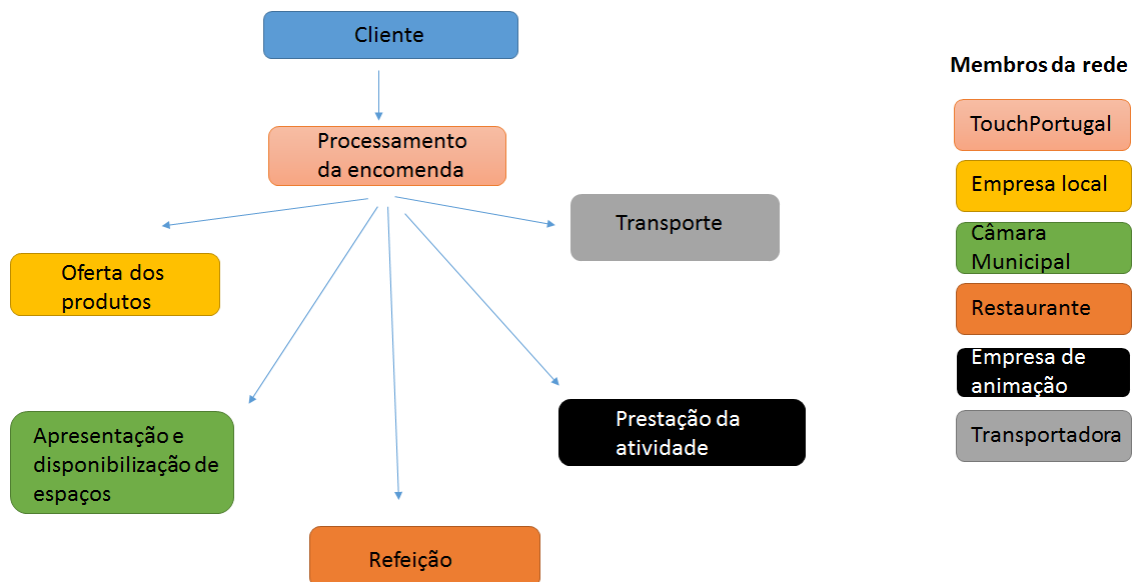 Cliente
Processamento
da encomenda
Transporte
Oferta dos
produtos
Apresentação e
disponibilização de
espaços
Prestação da
atividade
Refeição
Membros da rede
TouchPortugal
Empresa local
Câmara
Municipal
Restaurante
Empresa de
animação
Transportadora